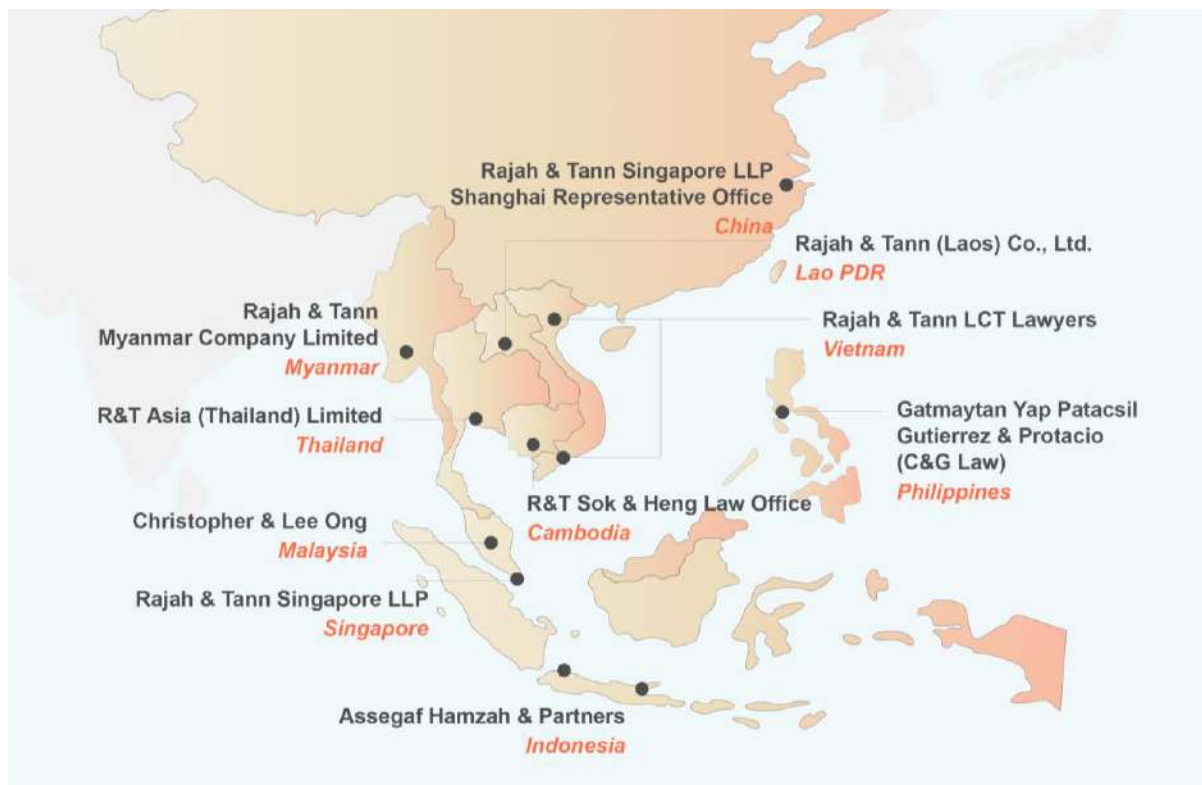 Rajah & Tann Singapore LLP
Shanghai Representative Office
China
Rajah & Tann (Laos) Co., Ltd.
Lao PDR
Rajah & Tann
Myanmar Company Limited
Myanmar
Rajah & Tann LCT Lawyers
Vietnam
R&T Asia (Thailand) Limited
Thailand
Gatmaytan Yap Patacsil
Gutierrez & Protacio
(C&G Law)
Philippines
R&T Sok & Heng Law Office
Cambodia
Christopher & Lee Ong
Malaysia
Rajah & Tann Singapore LLP
Singapore
Assegaf Hamzah & Partners
Indonesia